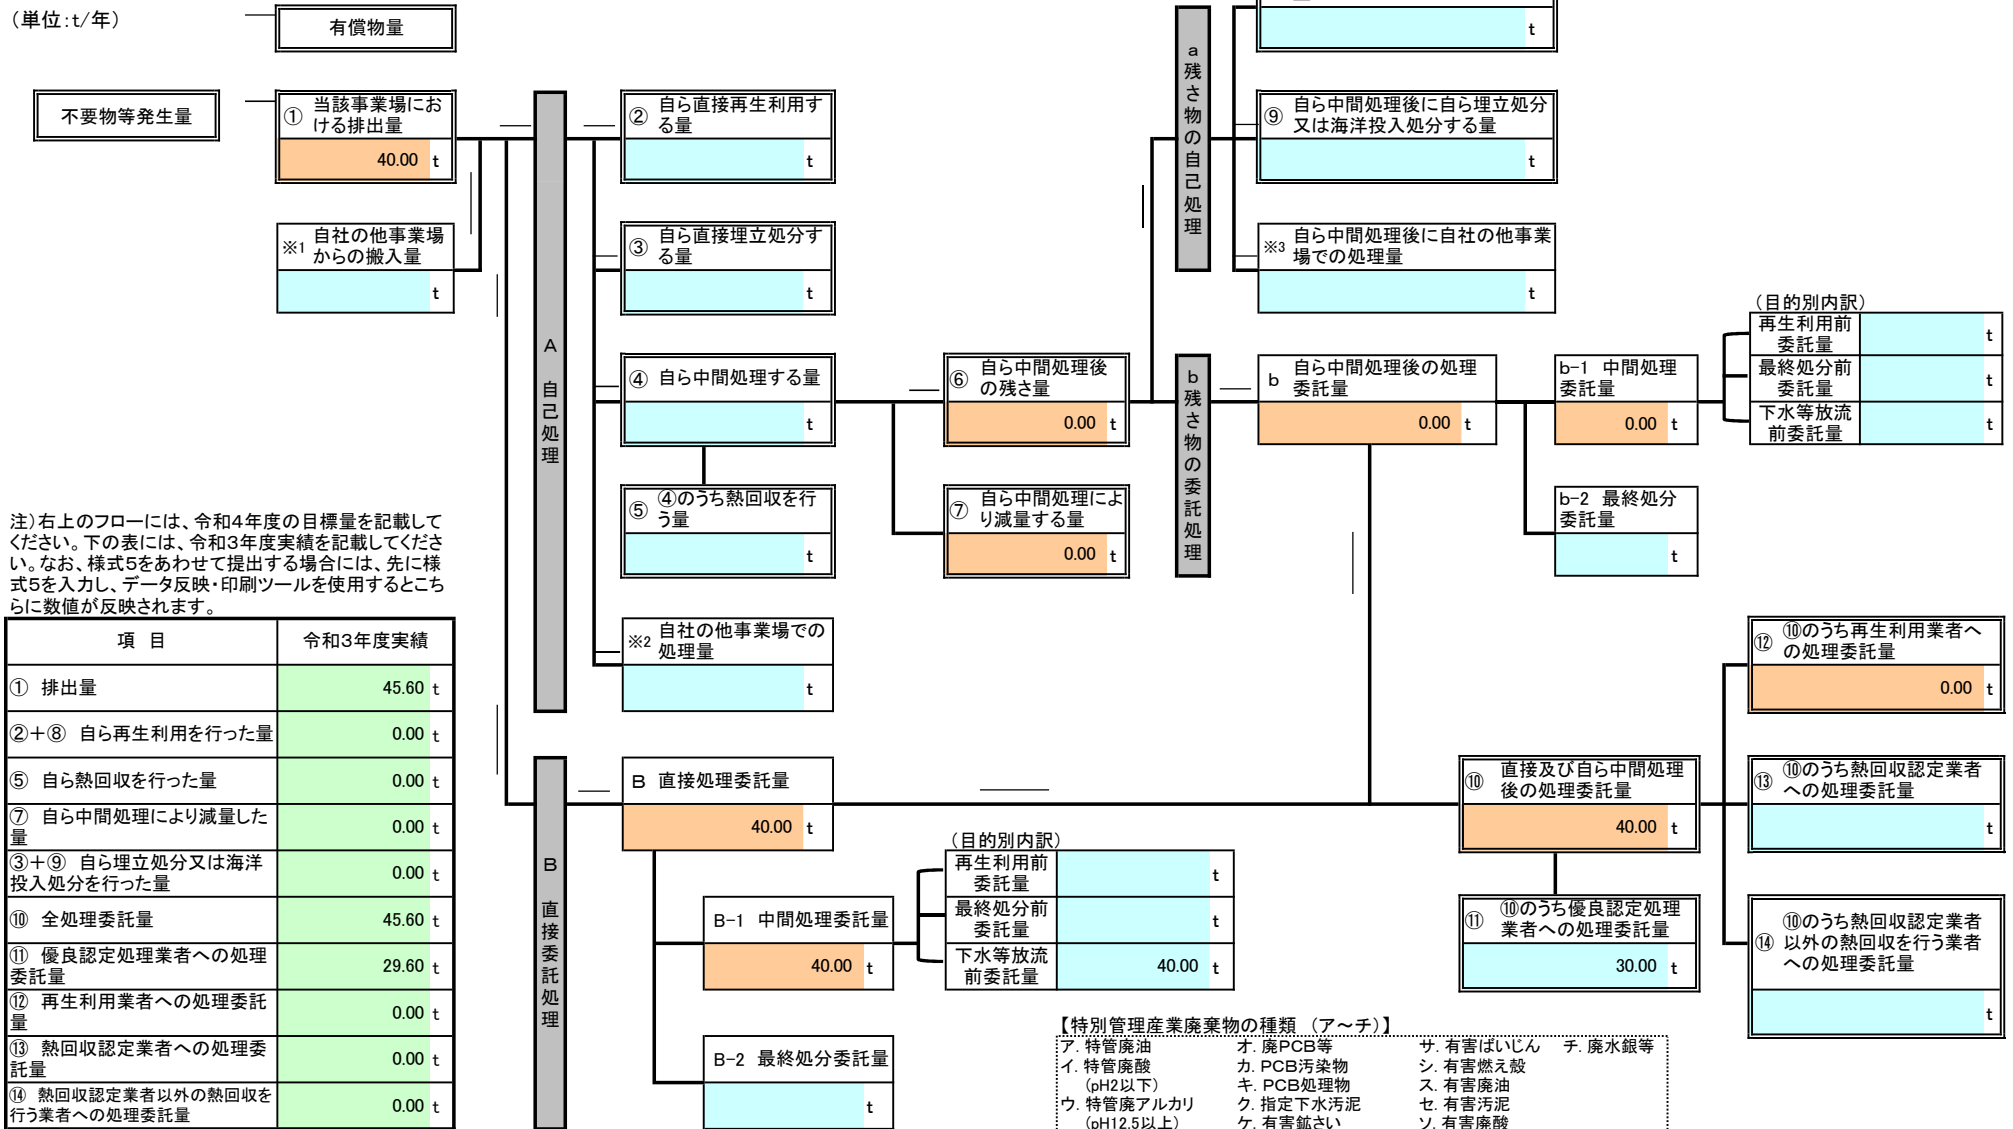 （単位：t/年）
有償物量
t
不要物等発生量
① 当該事業場にお
ける排出量
40.00 t
※1 自社の他事業場
からの搬入量
t
A 自己処理
② 自ら直接再生利用す
る量
t
③ 自ら直接埋立処分す
る量
t
④ 自ら中間処理する量
t
⑤ ④のうち熱回収を行
う量
t
※2 自社の他事業場での
処理量
t
⑥ 自ら中間処理後
の残さ量
0.00 t
⑦ 自ら中間処理によ
り減量する量
0.00 t
a 残さ物の自己処理
⑨ 自ら中間処理後に自ら埋立処分
又は海洋投入処分する量
t
※3 自ら中間処理後に自社の他事業
場での処理量
t
b 残さ物の委託処理
b 自ら中間処理後の処理
委託量
0.00 t
b-1 中間処理
委託量
0.00 t
b-2 最終処分
委託量
t
（目的別内訳）
再生利用前
委託量
t
最終処分前
委託量
t
下水等放流
前委託量
t
注）右上のフローには、令和4年度の目標量を記載して
ください。下の表には、令和3年度実績を記載してくださ
い。なお、様式5をあわせて提出する場合には、先に様
式5を入力し、データ反映・印刷ツールを使用するとこち
らに数値が反映されます。
項 目 令和3年度実績
① 排出量 45.60 t
②＋⑧ 自ら再生利用を行った量 0.00 t
⑤ 自ら熱回収を行った量 0.00 t
⑦ 自ら中間処理により減量した
量 0.00 t
③＋⑨ 自ら埋立処分又は海洋
投入処分を行った量 0.00 t
⑩ 全処理委託量 45.60 t
⑪ 優良認定処理業者への処理
委託量 29.60 t
⑫ 再生利用業者への処理委託
量 0.00 t
⑬ 熱回収認定業者への処理委
託量 0.00 t
⑭ 熱回収認定業者以外の熱回収を
行う業者への処理委託量 0.00 t
B 直接委託処理
B 直接処理委託量
40.00 t
B-1 中間処理委託量
40.00 t
B-2 最終処分委託量
t
（目的別内訳）
再生利用前
委託量
t
最終処分前
委託量
t
下水等放流
前委託量
40.00 t
⑩ 直接及び自ら中間処理
後の処理委託量
40.00 t
⑪ ⑩のうち優良認定処理
業者への処理委託量
30.00 t
⑫ ⑩のうち再生利用業者へ
の処理委託量
0.00 t
⑬ ⑩のうち熱回収認定業者
への処理委託量
t
⑭ ⑩のうち熱回収認定業者
以外の熱回収を行う業者
への処理委託量
t
【特別管理産業廃棄物の種類 （ア～チ）】
ア. 特管廃油 オ. 廃PCB等 サ. 有害ばいじん チ. 廃水銀等
イ. 特管廃酸 カ. PCB汚染物 シ. 有害燃え殻
（pH2以下） キ. PCB処理物 ス. 有害廃油
ウ. 特管廃アルカリ ク. 指定下水汚泥 セ. 有害汚泥
（pH12.5以上） ケ. 有害鉱さい ソ. 有害廃酸